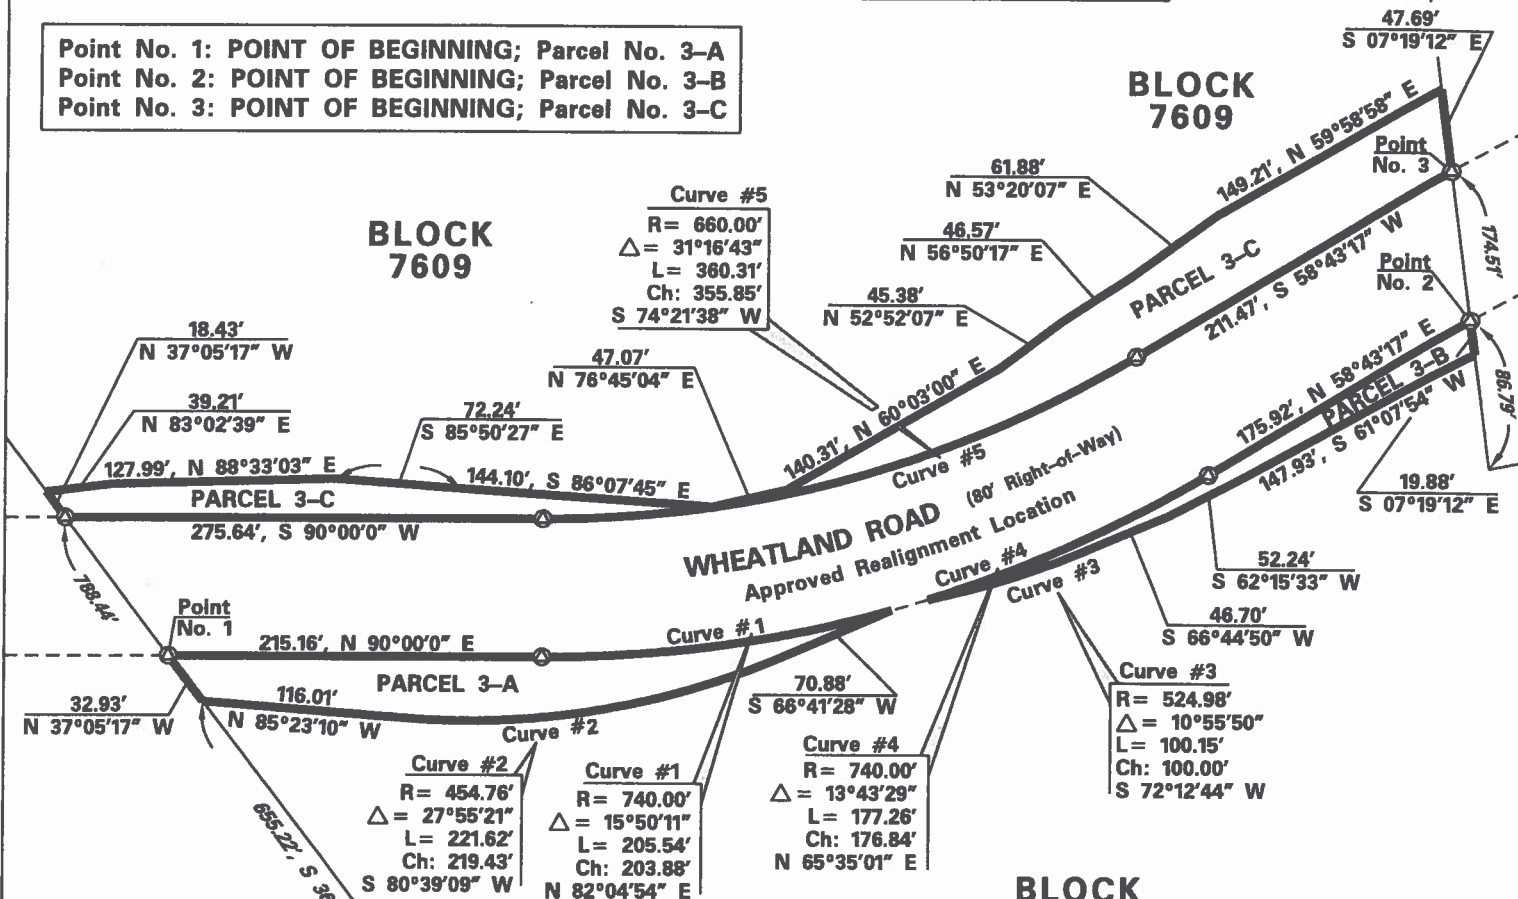 Point No. 1: POINT OF BEGINNING; Parcel No. 3-A
Point No. 2: POINT OF BEGINNING; Parcel No. 3-B
Point No. 3: POINT OF BEGINNING; Parcel No. 3-C
47.69'
S 07°19'12" E
BLOCK
7609
149.21', N 59°58'58" E
Point
No. 3
61.88'
N 53°20'07" E
46.57'
N 56°50'17" E
45.38'
N 52°52'07" E
PARCEL 3-C
211.47', S 58°43'17" W
174.51'
Point
No. 2
BLOCK
7609
Curve #5
R= 660.00'
△= 31°16'43"
L= 360.31'
Ch: 355.85'
S 74°21'38" W
18.43'
N 37°05'17" W
39.21'
N 83°02'39" E
72.24'
S 85°50'27" E
47.07'
N 76°45'04" E
140.31', N 60°03'00" E
Curve #5
127.99', N 88°33'03" E
144.10', S 86°07'45" E
PARCEL 3-C
275.64', S 90°00'0" W
175.92', N 58°43'17" E
PARCEL 3-B
147.93', S 61°07'54" W
86.79'
19.88'
S 07°19'12" E
WHEATLAND ROAD (80' Right-of-Way)
Approved Realignment Location
Curve #4
Curve #3
52.24'
S 62°15'33" W
46.70'
S 66°44'50" W
788.44'
Point
No. 1
215.16', N 90°00'0" E
Curve #1
PARCEL 3-A
32.93'
N 37°05'17" W
116.01'
N 85°23'10" W
Curve #2
70.88'
S 66°41'28" W
Curve #3
R= 524.98'
△= 10°55'50"
L= 100.15'
Ch: 100.00'
S 72°12'44" W
Curve #4
R= 740.00'
△= 13°43'29"
L= 177.26'
Ch: 176.84'
N 65°35'01" E
Curve #2
R= 454.76'
△= 27°55'21"
L= 221.62'
Ch: 219.43'
S 80°39'09" W
Curve #1
R= 740.00'
△= 15°50'11"
L= 205.54'
Ch: 203.88'
N 82°04'54" E
655.22', S 36
BLOCK